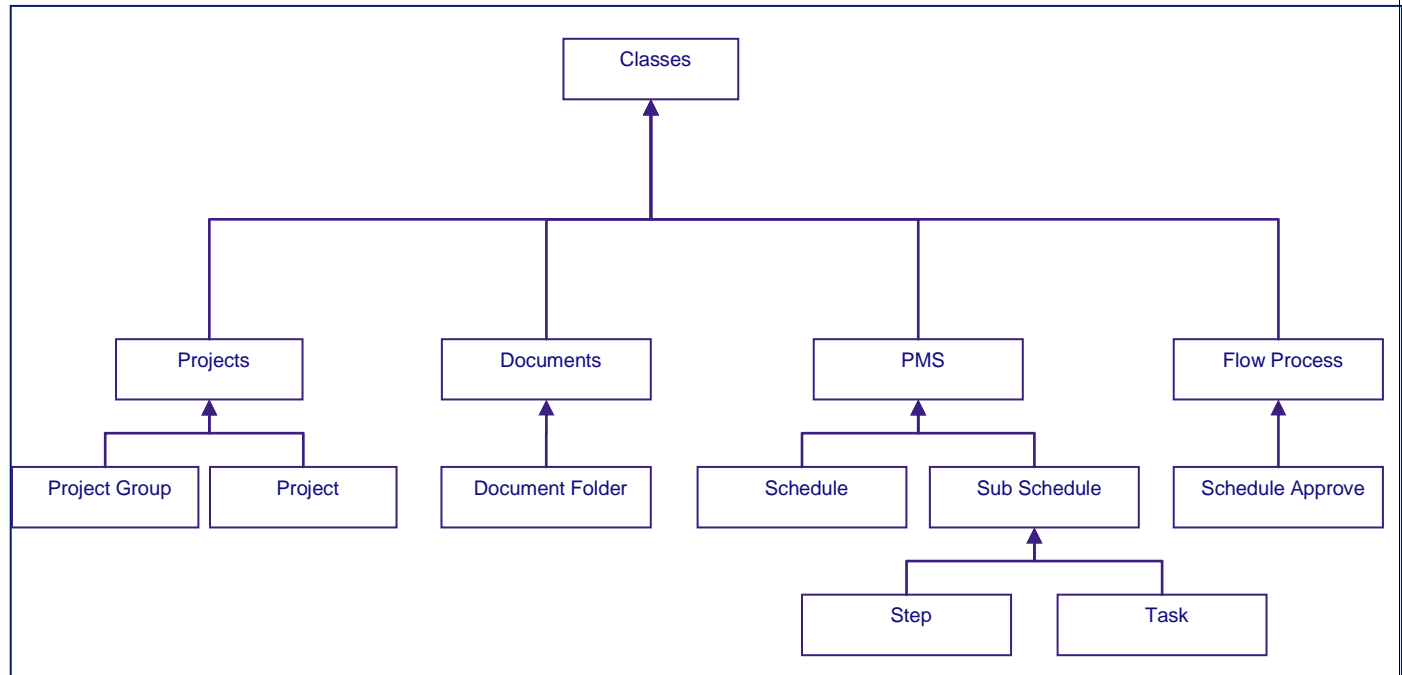 Classes
Projects
Documents
PMS
Flow Process
Project Group
Project
Document Folder
Schedule
Sub Schedule
Schedule Approve
Step
Task